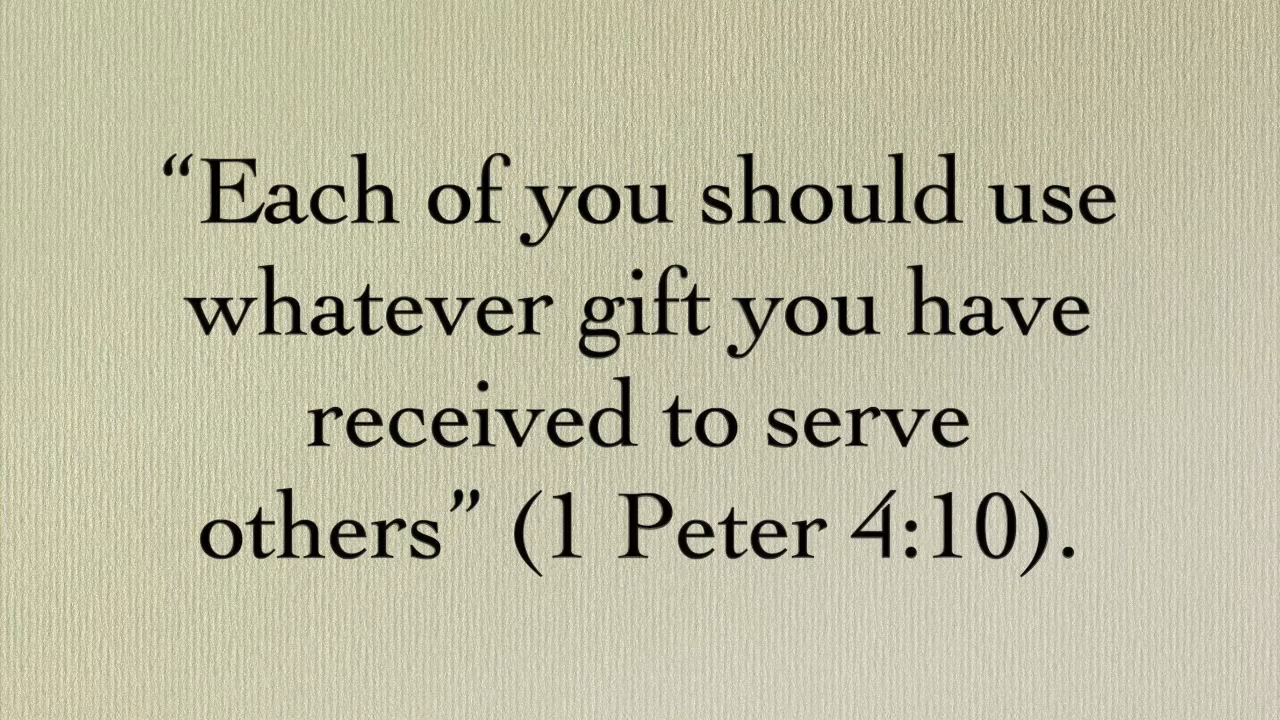 “Each of you should use
whatever gift you have
received to serve
others” (1 Peter 4:10).